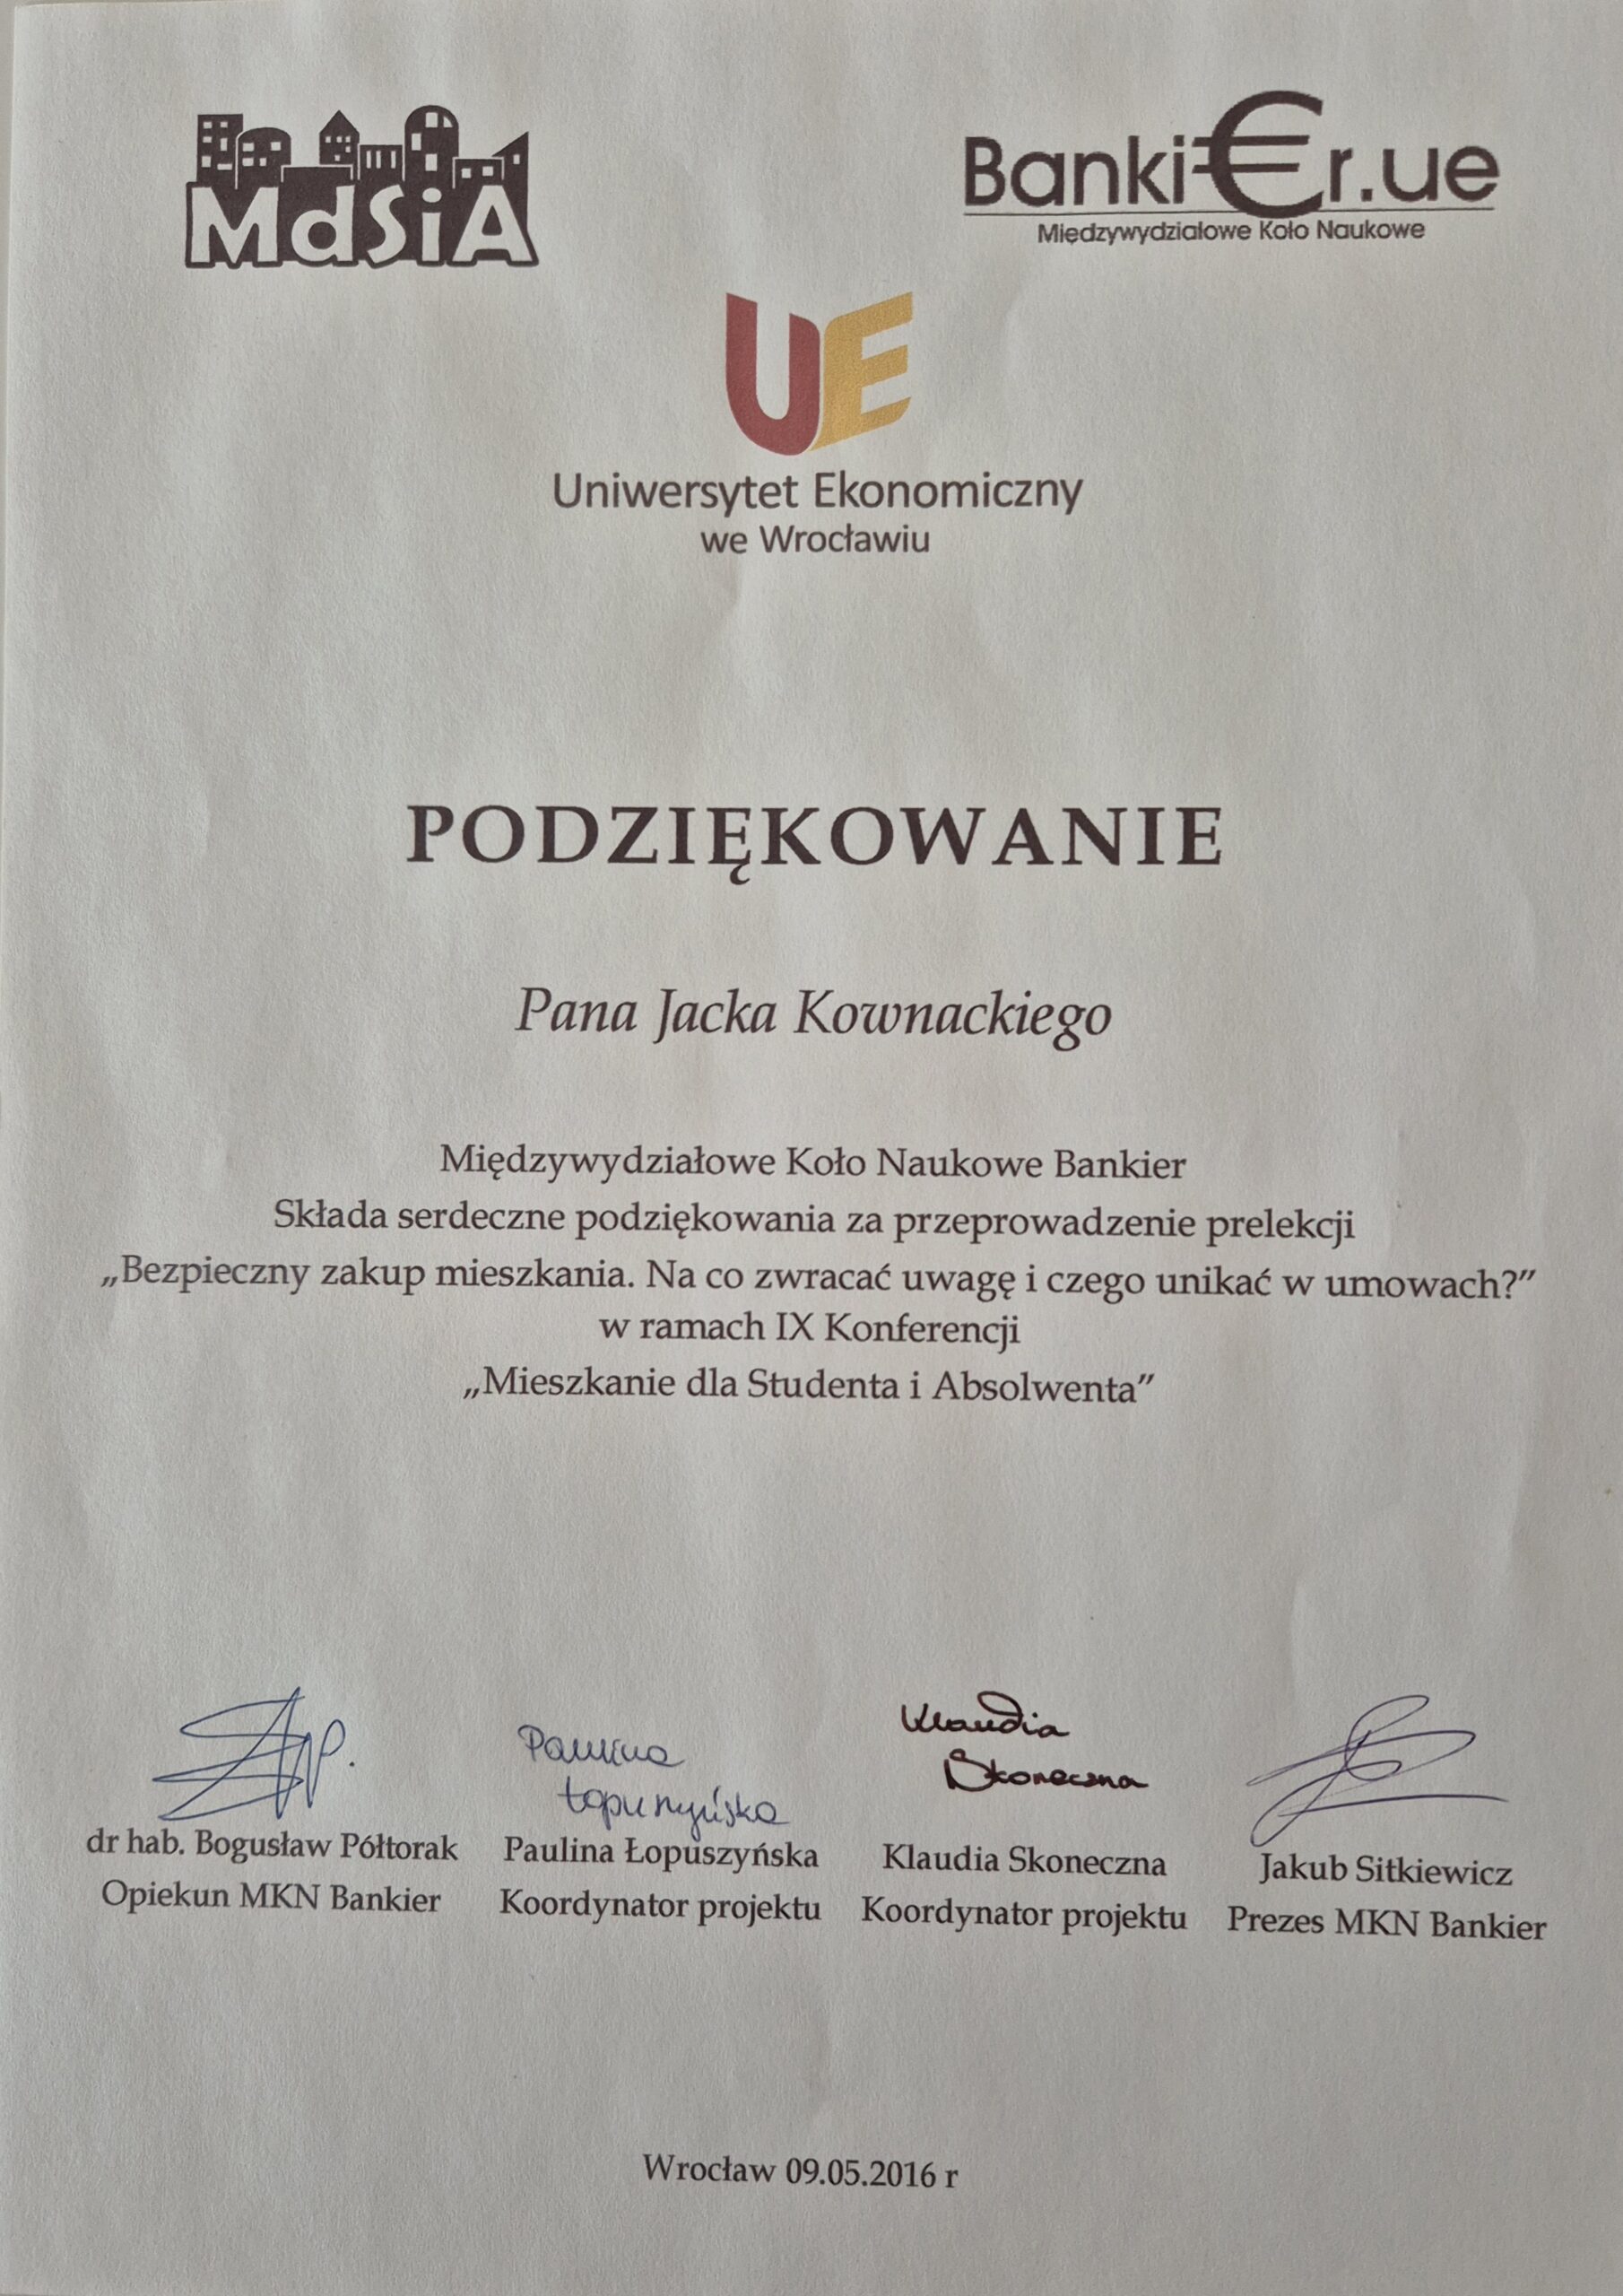 MdSiA
Banki€r.ue
Międzywydziałowe Koło Naukowe
UE
Uniwersytet Ekonomiczny
we Wrocławiu
PODZIĘKOWANIE
Pana Jacka Kownackiego
Międzywydziałowe Koło Naukowe Bankier
Składa serdeczne podziękowania za przeprowadzenie prelekcji
„Bezpieczny zakup mieszkania. Na co zwracać uwagę i czego unikać w umowach?”
w ramach IX Konferencji
„Mieszkanie dla Studenta i Absolwenta”
Paulina
Łopuszyńska
Klaudia
Skoneczna
dr hab. Bogusław Półtorak
Opiekun MKN Bankier
Paulina Łopuszyńska
Koordynator projektu
Klaudia Skoneczna
Koordynator projektu
Jakub Sitkiewicz
Prezes MKN Bankier
Wrocław 09.05.2016 r